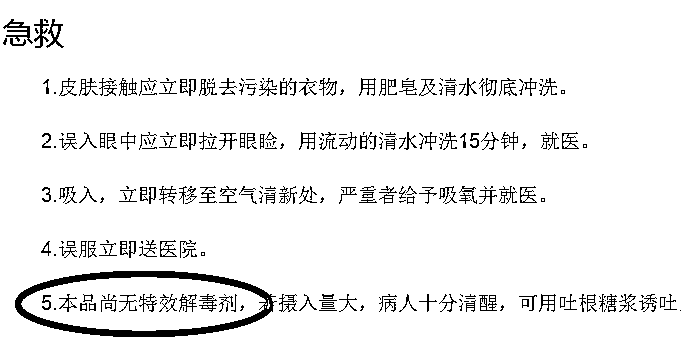 急救
1.皮肤接触应立即脱去污染的衣物，用肥皂及清水彻底冲洗。
2.误入眼中应立即拉开眼睑，用流动的清水冲洗15分钟，就医。
3.吸入，立即转移至空气清新处，严重者给予吸氧并就医。
4.误服立即送医院。
5.本品尚无特效解毒剂，若摄入量大，病人十分清醒，可用吐根糖浆诱吐